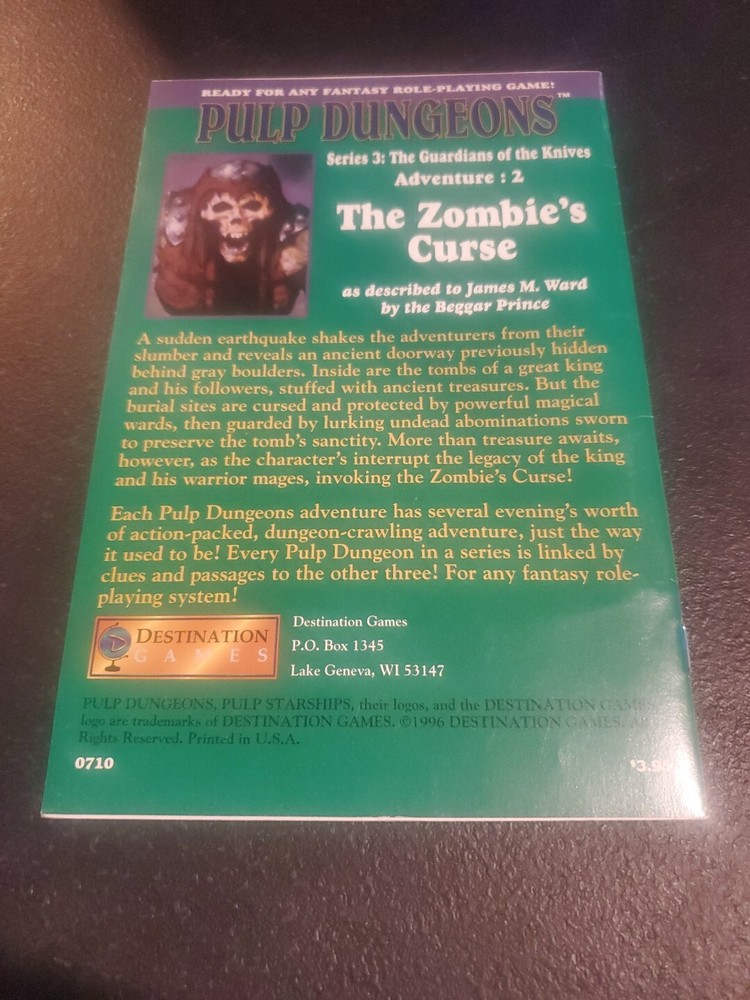 READY FOR ANY FANTASY ROLE-PLAYING GAME!
PULP DUNGEONS™
Series 3: The Guardians of the Knives
Adventure : 2
The Zombie's
Curse
as described to James M. Ward
by the Beggar Prince
A sudden earthquake shakes the adventurers from their
slumber and reveals an ancient doorway previously hidden
behind gray boulders. Inside are the tombs of a great king
and his followers, stuffed with ancient treasures. But the
burial sites are cursed and protected by powerful magical
wards, then guarded by lurking undead abominations sworn
to preserve the tomb's sanctity. More than treasure awaits,
however, as the character's interrupt the legacy of the king
and his warrior mages, invoking the Zombie's Curse!
Each Pulp Dungeons adventure has several evening's worth
of action-packed, dungeon-crawling adventure, just the way
it used to be! Every Pulp Dungeon in a series is linked by
clues and passages to the other three! For any fantasy role-
playing system!
D DESTINATION
GAMES
Destination Games
P.O. Box 1345
Lake Geneva, WI 53147
PULP DUNGEONS, PULP STARSHIPS, their logos, and the DESTINATION GAMES
logo are trademarks of DESTINATION GAMES. ©1996 DESTINATION GAMES. All
Rights Reserved. Printed in U.S.A.
0710